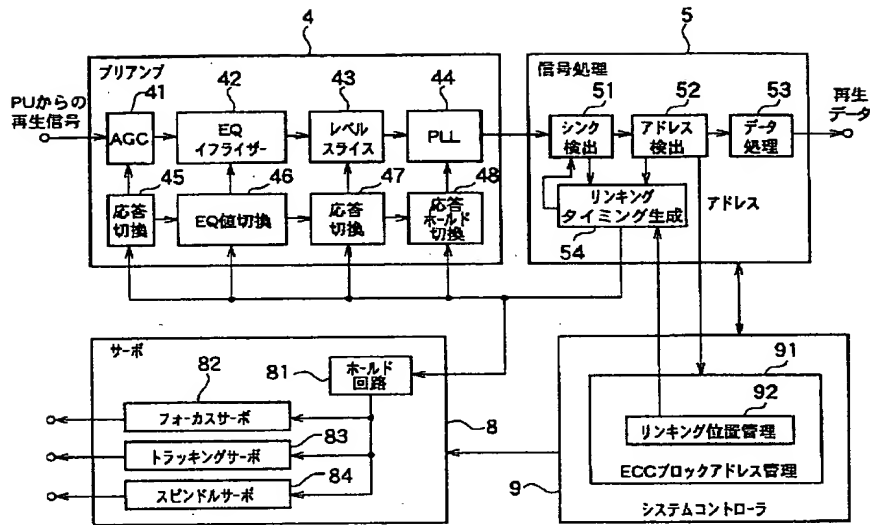 4
5
プリアンプ
信号処理
41
42
43
44
51
52
53
PUからの
再生信号
再生
データ
AGC
EQ
イフライザー
レベル
スライス
PLL
シンク
検出
アドレス
検出
データ
処理
45
46
47
48
応答
切換
EQ値切換
応答
切換
応答
ホールド
切換
リンキング
タイミング生成
アドレス
54
サーボ
81
ホールド
回路
82
フォーカスサーボ
83
トラッキングサーボ
84
スピンドルサーボ
8
91
92
リンキング位置管理
ECCブロックアドレス管理
9
システムコントローラ